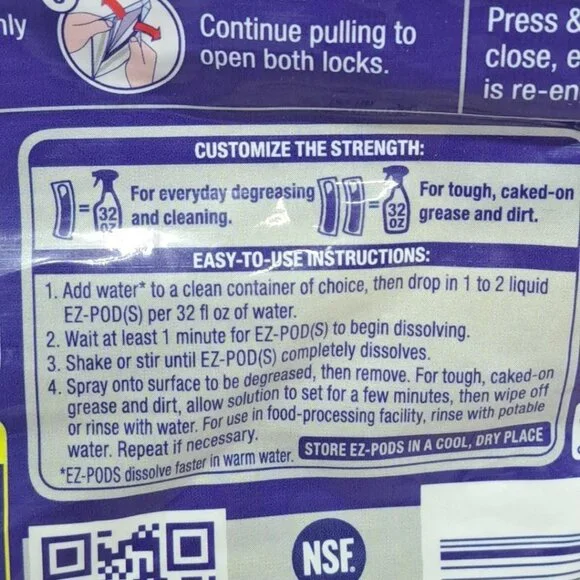 nly
Continue pulling to
open both locks.
Press &
close, e
is re-en
CUSTOMIZE THE STRENGTH:
= 32 OZ
For everyday degreasing
and cleaning.
= 32 OZ
For tough, caked-on
grease and dirt.
EASY-TO-USE INSTRUCTIONS:
1. Add water* to a clean container of choice, then drop in 1 to 2 liquid
EZ-POD(S) per 32 fl oz of water.
2. Wait at least 1 minute for EZ-POD(S) to begin dissolving.
3. Shake or stir until EZ-POD(S) completely dissolves.
4. Spray onto surface to be degreased, then remove. For tough, caked-on
grease and dirt, allow solution to set for a few minutes, then wipe off
or rinse with water. For use in food-processing facility, rinse with potable
water. Repeat if necessary.
*EZ-PODS dissolve faster in warm water.
STORE EZ-PODS IN A COOL, DRY PLACE
NSF